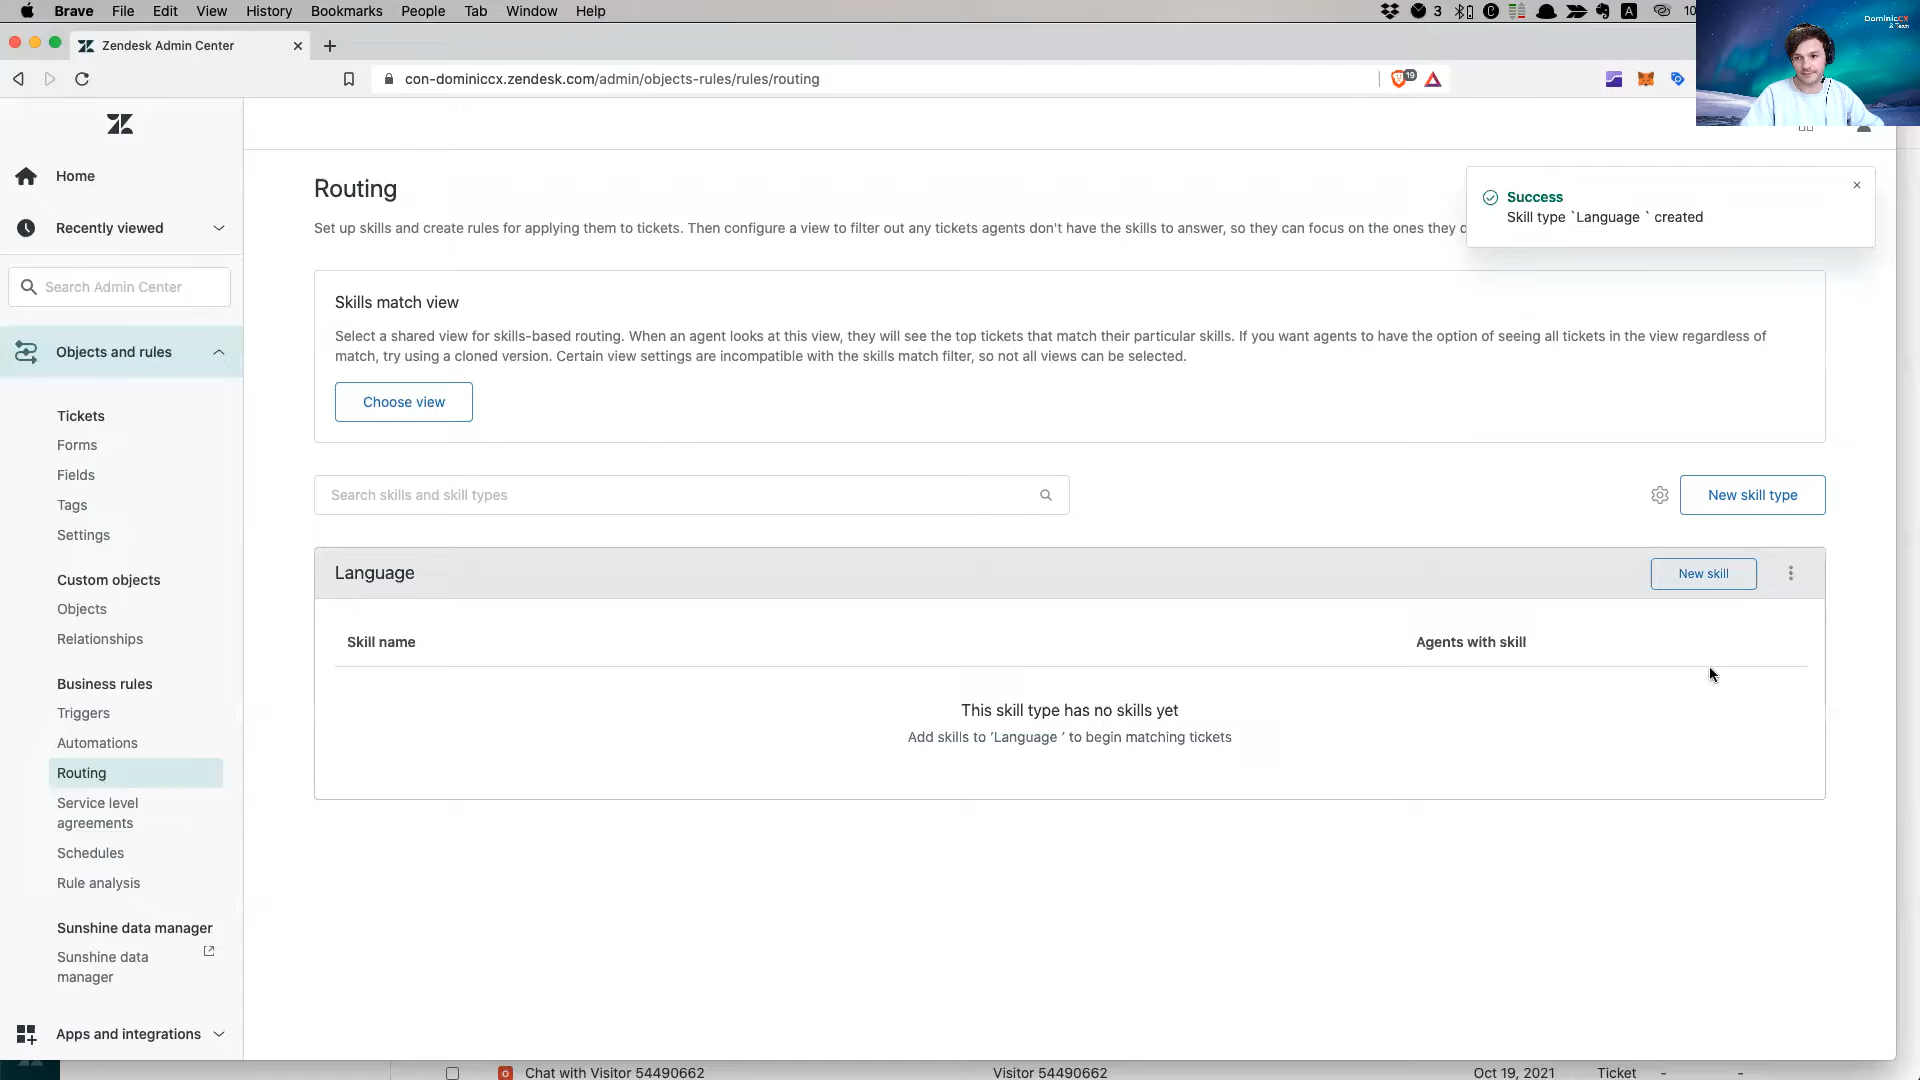 Brave File Edit View History Bookmarks People Tab Window Help 3 A 10
DominicCX
& Team
Zendesk Admin Center
con-dominiccx.zendesk.com/admin/objects-rules/rules/routing
19
Home
Recently viewed
Search Admin Center
Objects and rules
Tickets
Forms
Fields
Tags
Settings
Custom objects
Objects
Relationships
Business rules
Triggers
Automations
Routing
Service level
agreements
Schedules
Rule analysis
Sunshine data manager
Sunshine data
manager
Apps and integrations
Routing
Set up skills and create rules for applying them to tickets. Then configure a view to filter out any tickets agents don't have the skills to answer, so they can focus on the ones they
Success
Skill type `Language ` created
Skills match view
Select a shared view for skills-based routing. When an agent looks at this view, they will see the top tickets that match their particular skills. If you want agents to have the option of seeing all tickets in the view regardless of
match, try using a cloned version. Certain view settings are incompatible with the skills match filter, so not all views can be selected.
Choose view
Search skills and skill types
New skill type
Language
New skill
Skill name Agents with skill
This skill type has no skills yet
Add skills to 'Language ' to begin matching tickets
Chat with Visitor 54490662 Visitor 54490662 Oct 19, 2021 Ticket - -